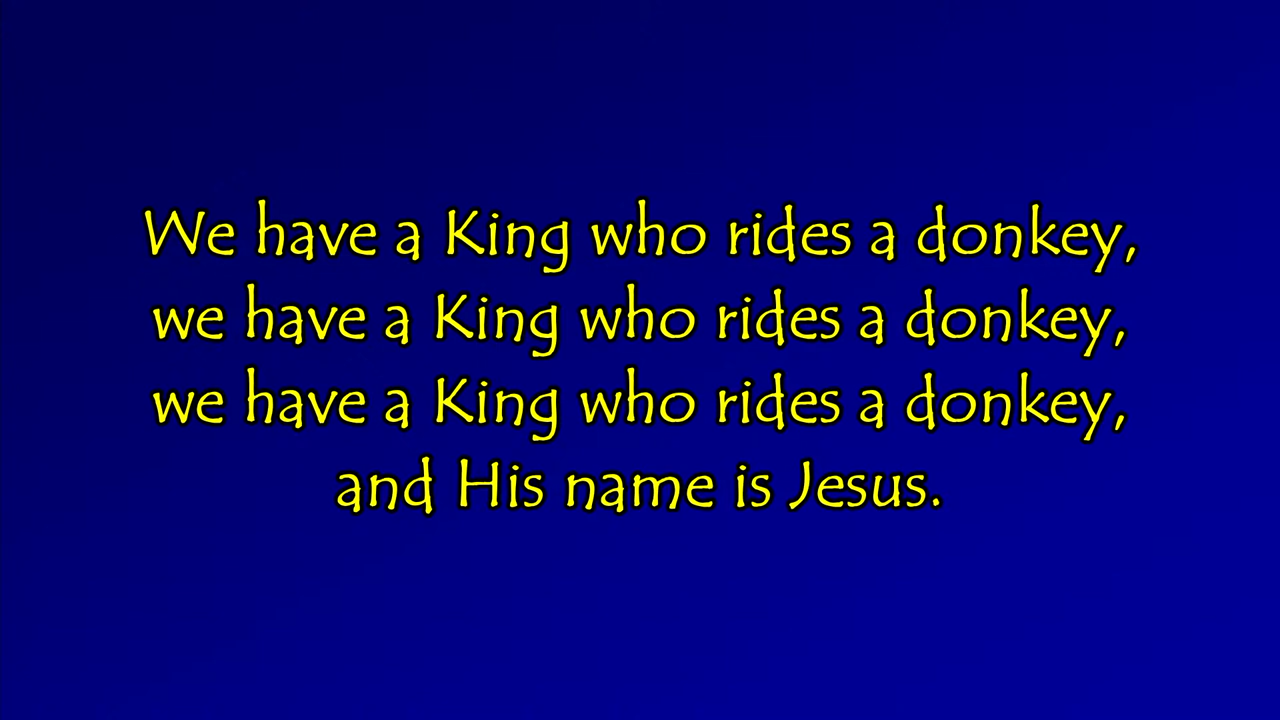 We have a King who rides a donkey,
we have a King who rides a donkey,
we have a King who rides a donkey,
and His name is Jesus.